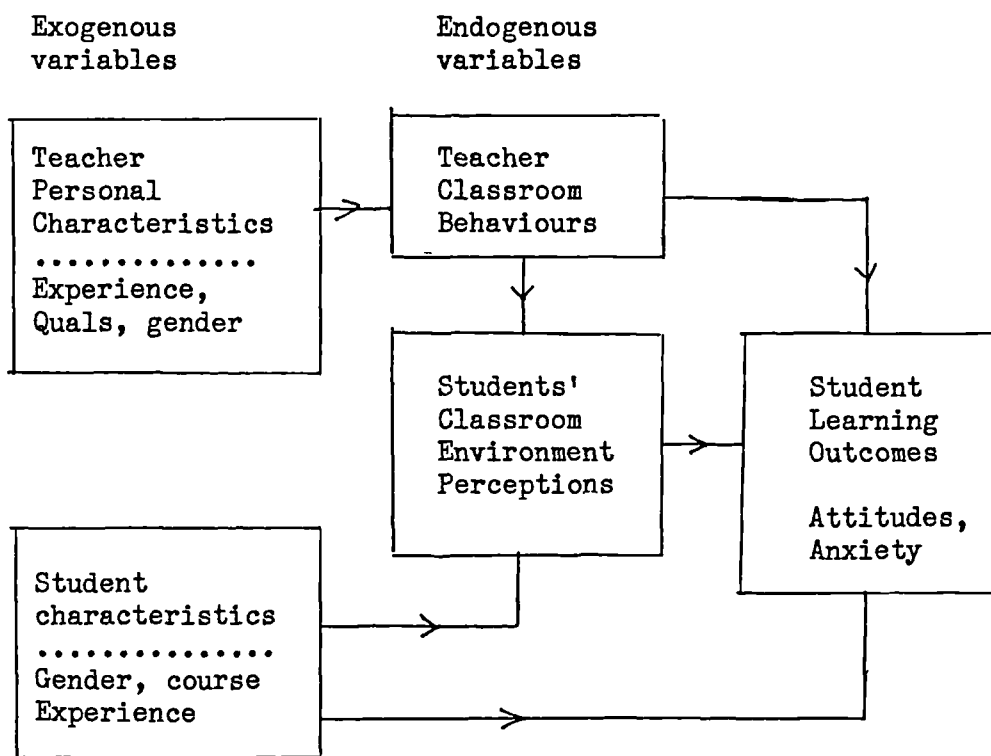 Exogenous
variables
Endogenous
variables
Teacher
Personal
Characteristics
..............
Experience,
Quals, gender
Teacher
Classroom
Behaviours
Students'
Classroom
Environment
Perceptions
Student
Learning
Outcomes
Attitudes,
Anxiety
Student
characteristics
...............
Gender, course
Experience